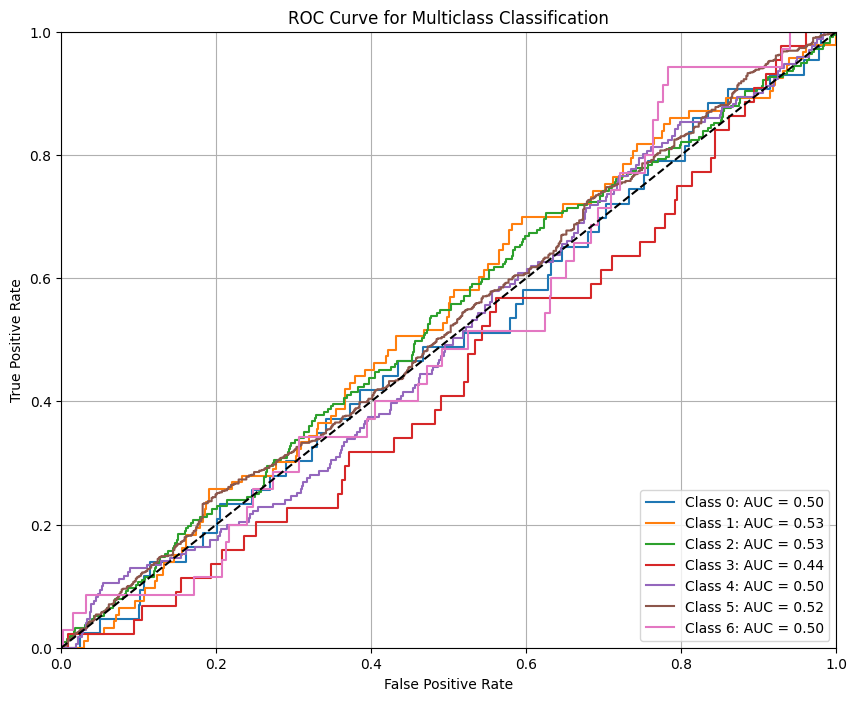 ROC Curve for Multiclass Classification
True Positive Rate
1.0
0.8
0.6
0.4
0.2
0.0
Class 0: AUC = 0.50
Class 1: AUC = 0.53
Class 2: AUC = 0.53
Class 3: AUC = 0.44
Class 4: AUC = 0.50
Class 5: AUC = 0.52
Class 6: AUC = 0.50
0.0 0.2 0.4 0.6 0.8 1.0
False Positive Rate